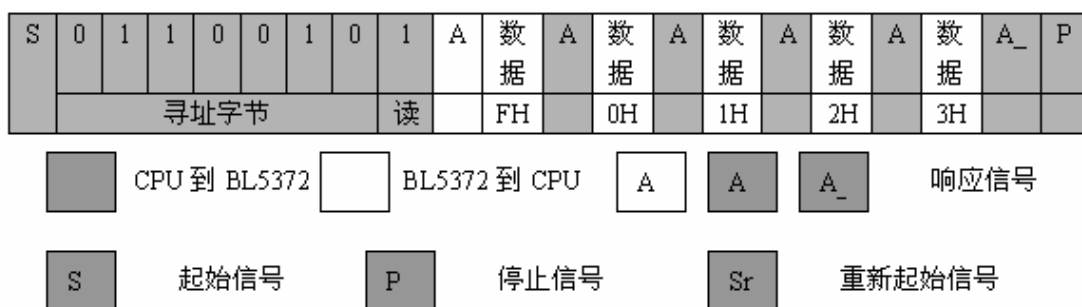 S 0 1 1 0 0 1 0 1 A 数据 A 数据 A 数据 A 数据 A 数据 A_ P
寻址字节 读 FH 0H 1H 2H 3H
CPU 到 BL5372 BL5372 到 CPU A A A_ 响应信号
S 起始信号 P 停止信号 Sr 重新起始信号